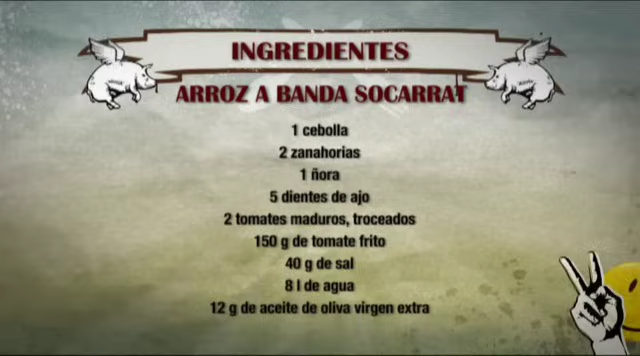 INGREDIENTES
ARROZ A BANDA SOCARRAT
1 cebolla
2 zanahorias
1 ñora
5 dientes de ajo
2 tomates maduros, troceados
150 g de tomate frito
40 g de sal
8 l de agua
12 g de aceite de oliva virgen extra